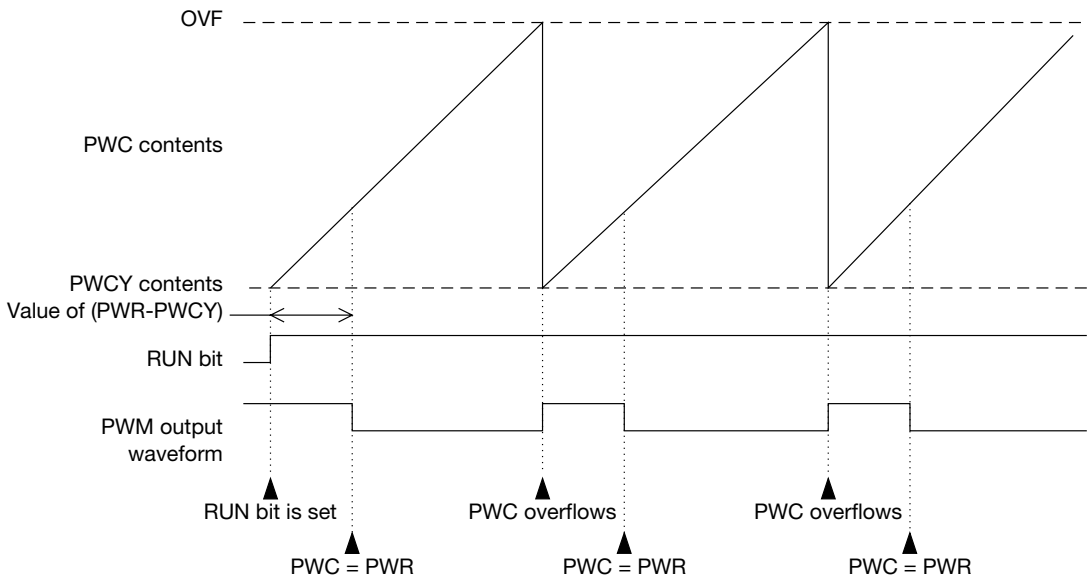 OVF
PWC contents
PWCY contents
Value of (PWR-PWCY)
RUN bit
PWM output
waveform
RUN bit is set
PWC overflows
PWC overflows
PWC = PWR
PWC = PWR
PWC = PWR